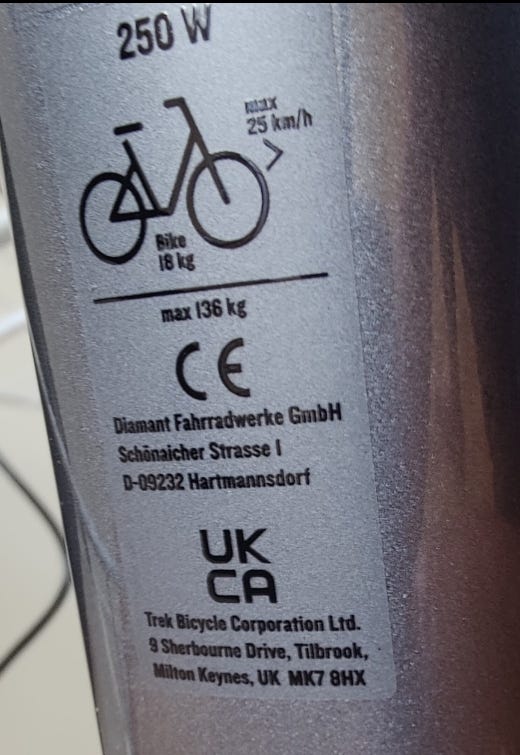 250 W
max
25 km/h
Bike
18 kg
max 136 kg
CE
Diamant Fahrradwerke GmbH
Schönaicher Strasse 1
D-09232 Hartmannsdorf
UK
CA
Trek Bicycle Corporation Ltd.
9 Sherbourne Drive, Tilbrook,
Milton Keynes, UK MK7 8HX